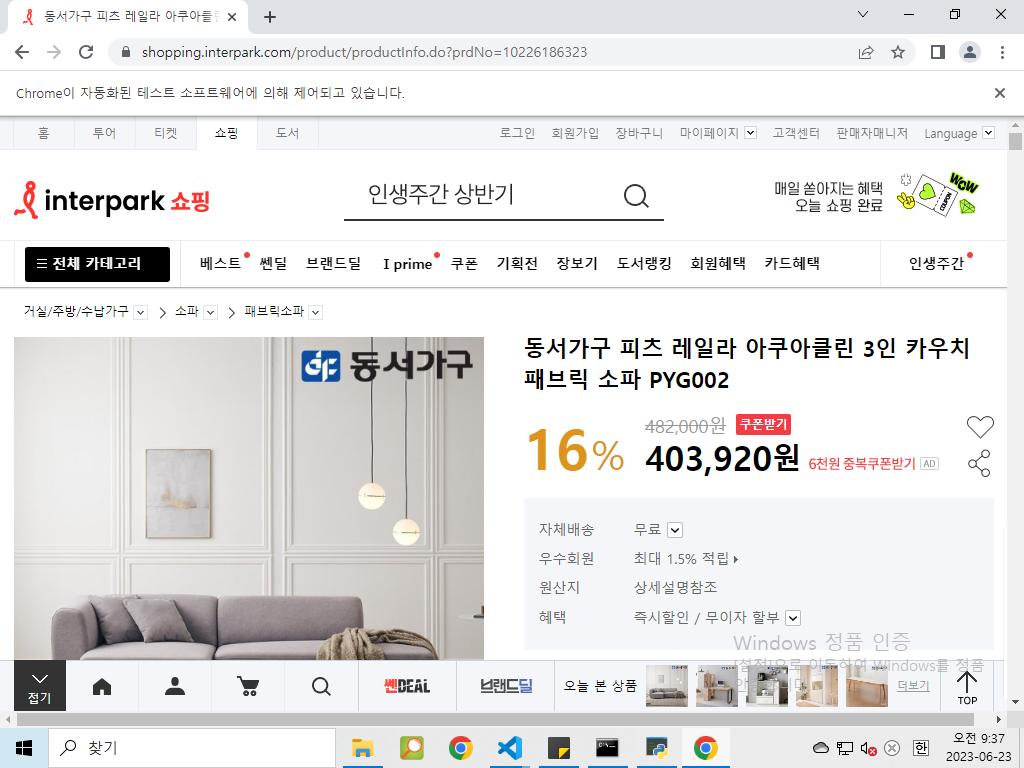 동서가구 피즈 레일라 아쿠아클린
shopping.interpark.com/product/productInfo.do?prdNo=10226186323
Chrome이 자동화된 테스트 소프트웨어에 의해 제어되고 있습니다.
홈 투어 티켓 쇼핑 도서 로그인 회원가입 장바구니 마이페이지 고객센터 판매자매니저 Language
interpark 쇼핑 인생주간 상반기 매일 쏟아지는 혜택
오늘 쇼핑 완료
WOW
COUPON
전체 카테고리 베스트 쎈딜 브랜드딜 I prime 쿠폰 기획전 장보기 도서랭킹 회원혜택 카드혜택 인생주간
거실/주방/수납가구 소파 패브릭소파
동서가구
동서가구 피즈 레일라 아쿠아클린 3인 카우치
패브릭 소파 PYG002
16% 482,000원 쿠폰받기
403,920원 6천원 중복쿠폰받기 AD
자체배송 무료
우수회원 최대 1.5% 적립
원산지 상세설명참조
혜택 즉시할인 / 무이자 할부
Windows 정품 인증
[설정]으로 이동하여 Windows를 정품
접기 쎈DEAL 브랜드딜 오늘 본 상품 더보기 TOP
찾기 한 오전 9:37
2023-06-23